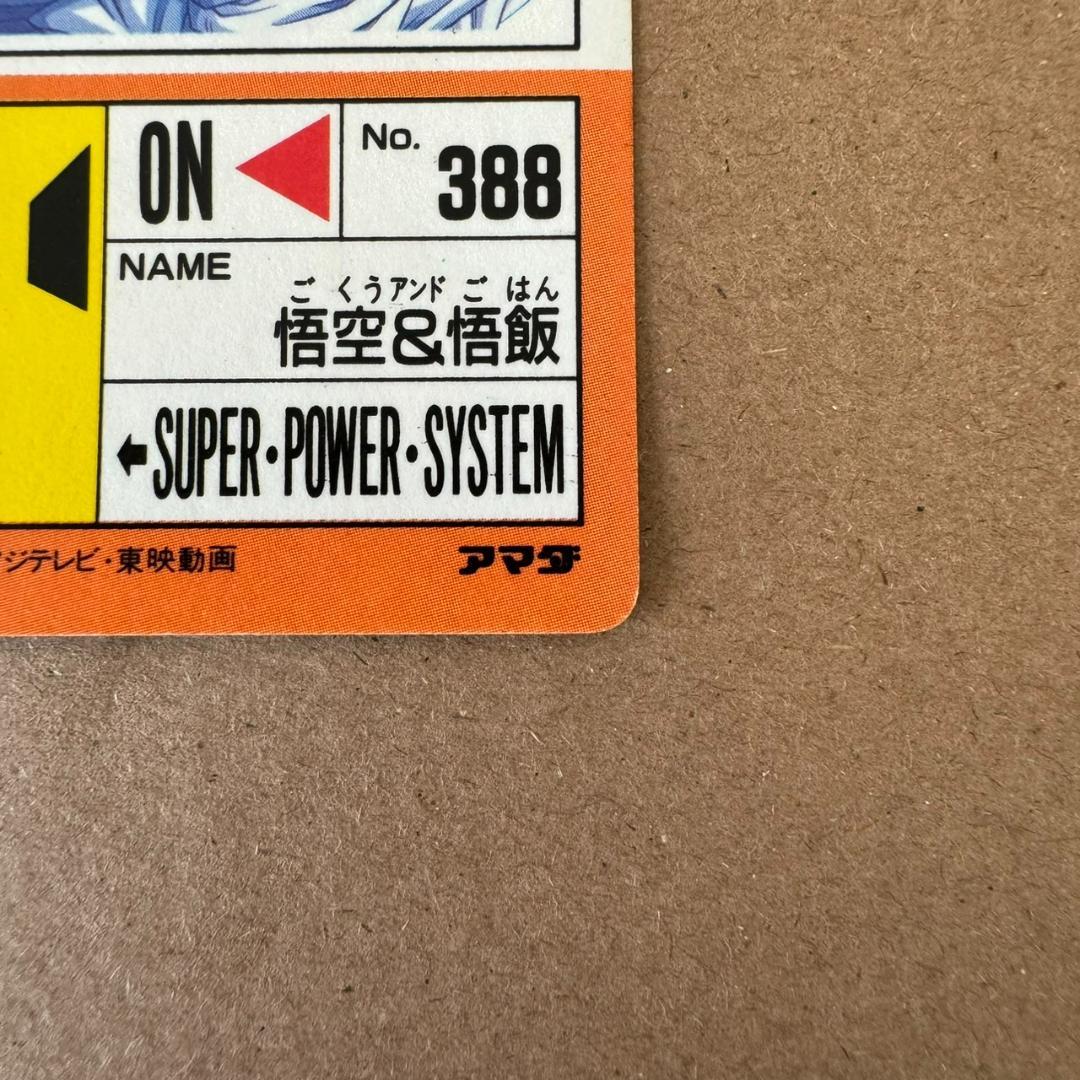 ON
No.
388
NAME
ごくうアンドごはん
悟空&悟飯
SUPER・POWER・SYSTEM
ジテレビ・東映動画
アマダ